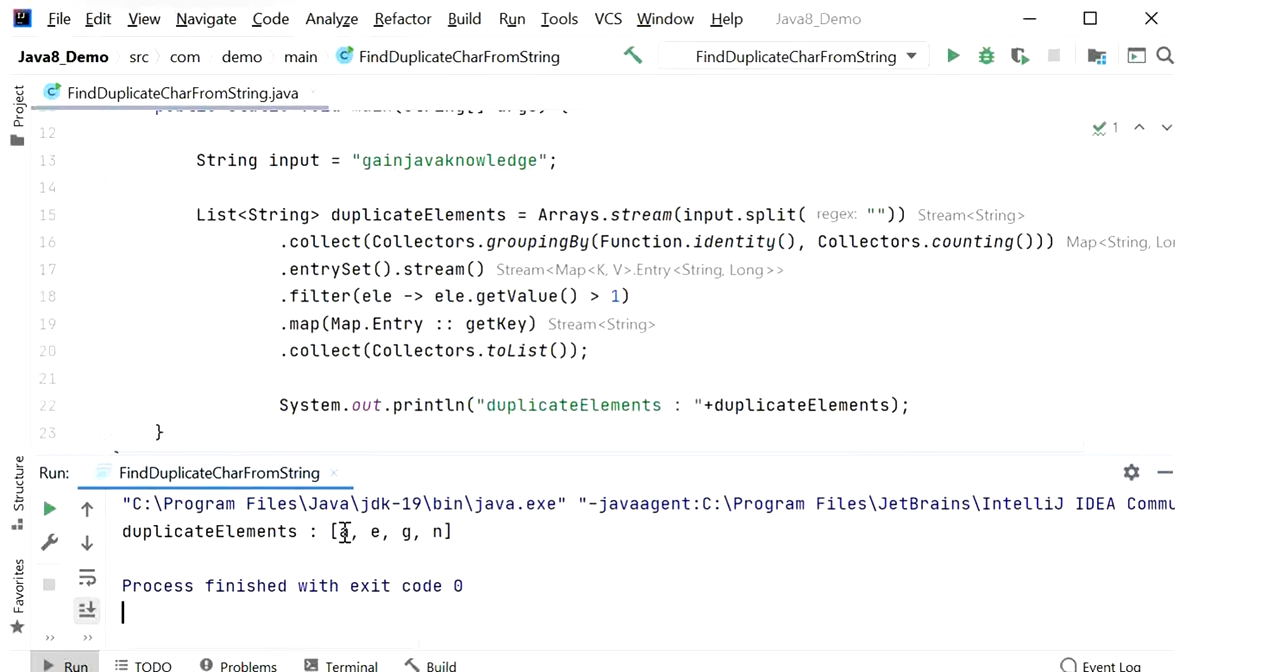 File Edit View Navigate Code Analyze Refactor Build Run Tools VCS Window Help Java8_Demo
Java8_Demo src com demo main FindDuplicateCharFromString FindDuplicateCharFromString
Project
FindDuplicateCharFromString.java
12
1
13 String input = "gainjavaknowledge";
14
15 List<String> duplicateElements = Arrays.stream(input.split( regex: "")) Stream<String>
16 .collect(Collectors.groupingBy(Function.identity(), Collectors.counting())) Map<String, Lon
17 .entrySet().stream() Stream<Map<K, V>.Entry<String, Long>>
18 .filter(ele -> ele.getValue() > 1)
19 .map(Map.Entry :: getKey) Stream<String>
20 .collect(Collectors.toList());
21
22 System.out.println("duplicateElements : "+duplicateElements);
23 }
Structure
Favorites
Run: FindDuplicateCharFromString
"C:\Program Files\Java\jdk-19\bin\java.exe" "-javaagent:C:\Program Files\JetBrains\IntelliJ IDEA Commu
duplicateElements : [a, e, g, n]
Process finished with exit code 0
Run TODO Problems Terminal Build Event Log